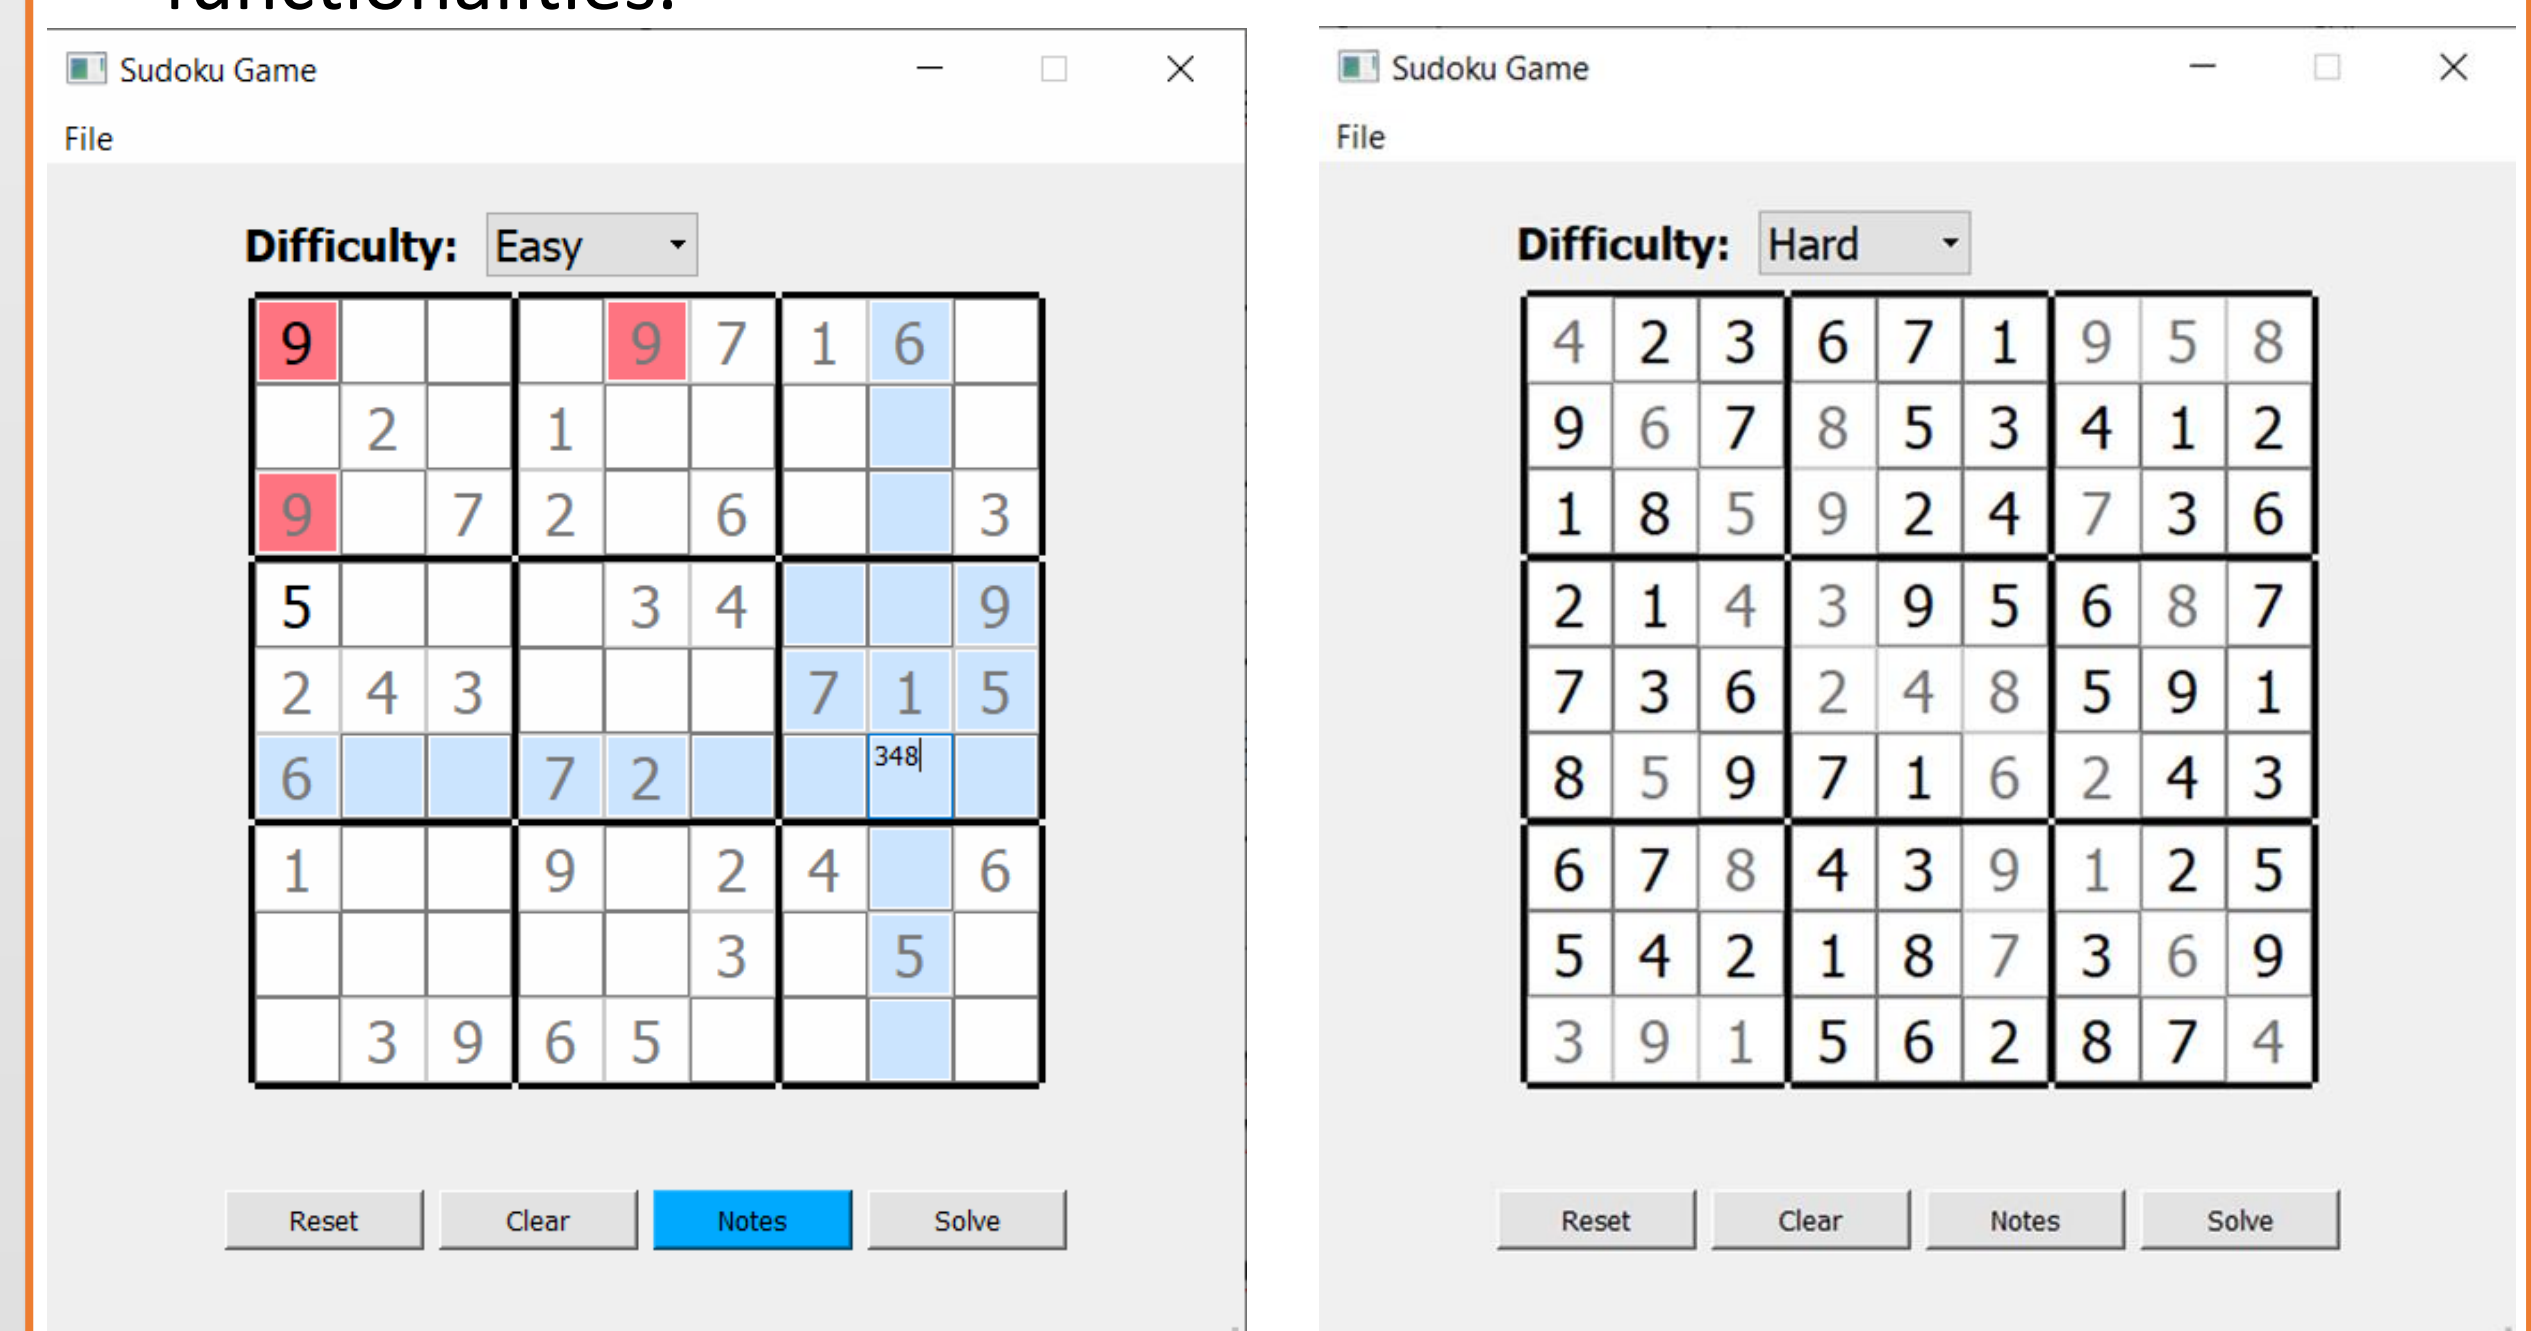 functionalities:
Sudoku Game
File
Difficulty: Easy
9 9 7 1 6
2 1
9 7 2 6 3
5 3 4 9
2 4 3 7 1 5
6 7 2 348
1 9 2 4 6
3 5
3 9 6 5
Reset Clear Notes Solve
Sudoku Game
File
Difficulty: Hard
4 2 3 6 7 1 9 5 8
9 6 7 8 5 3 4 1 2
1 8 5 9 2 4 7 3 6
2 1 4 3 9 5 6 8 7
7 3 6 2 4 8 5 9 1
8 5 9 7 1 6 2 4 3
6 7 8 4 3 9 1 2 5
5 4 2 1 8 7 3 6 9
3 9 1 5 6 2 8 7 4
Reset Clear Notes Solve